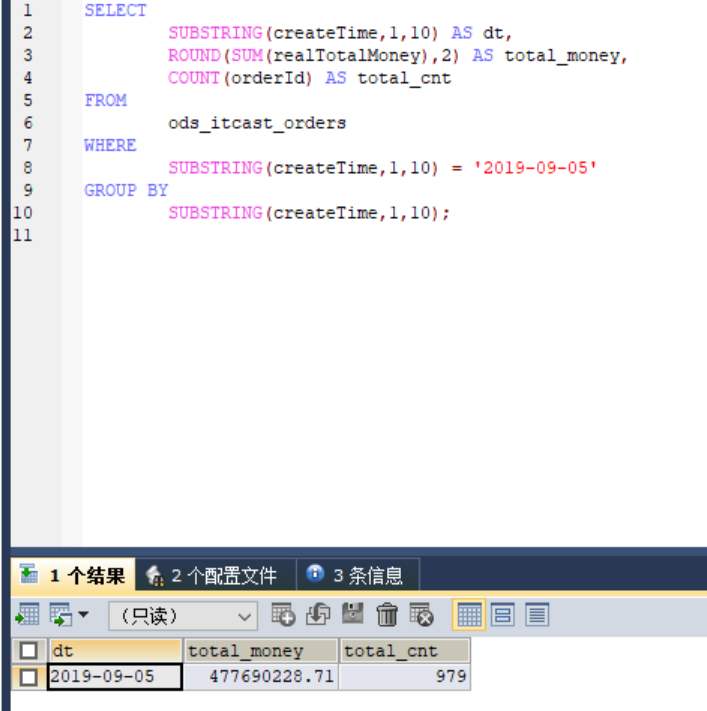 1 SELECT
2 SUBSTRING(createTime,1,10) AS dt,
3 ROUND(SUM(realTotalMoney),2) AS total_money,
4 COUNT(orderId) AS total_cnt
5 FROM
6 ods_itcast_orders
7 WHERE
8 SUBSTRING(createTime,1,10) = '2019-09-05'
9 GROUP BY
10 SUBSTRING(createTime,1,10);
11
1 个结果 2 个配置文件 3 条信息
(只读)
dt total_money total_cnt
2019-09-05 477690228.71 979